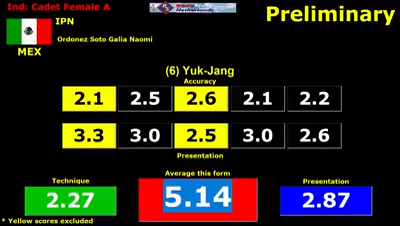 Ind: Cadet Female A
Preliminary
IPN
Ordonez Soto Galia Naomi
MEX
(6) Yuk-Jang
Accuracy
2.1 2.5 2.6 2.1 2.2
3.3 3.0 2.5 3.0 2.6
Presentation
Technique
Average this form
Presentation
2.27
5.14
2.87
* Yellow scores excluded